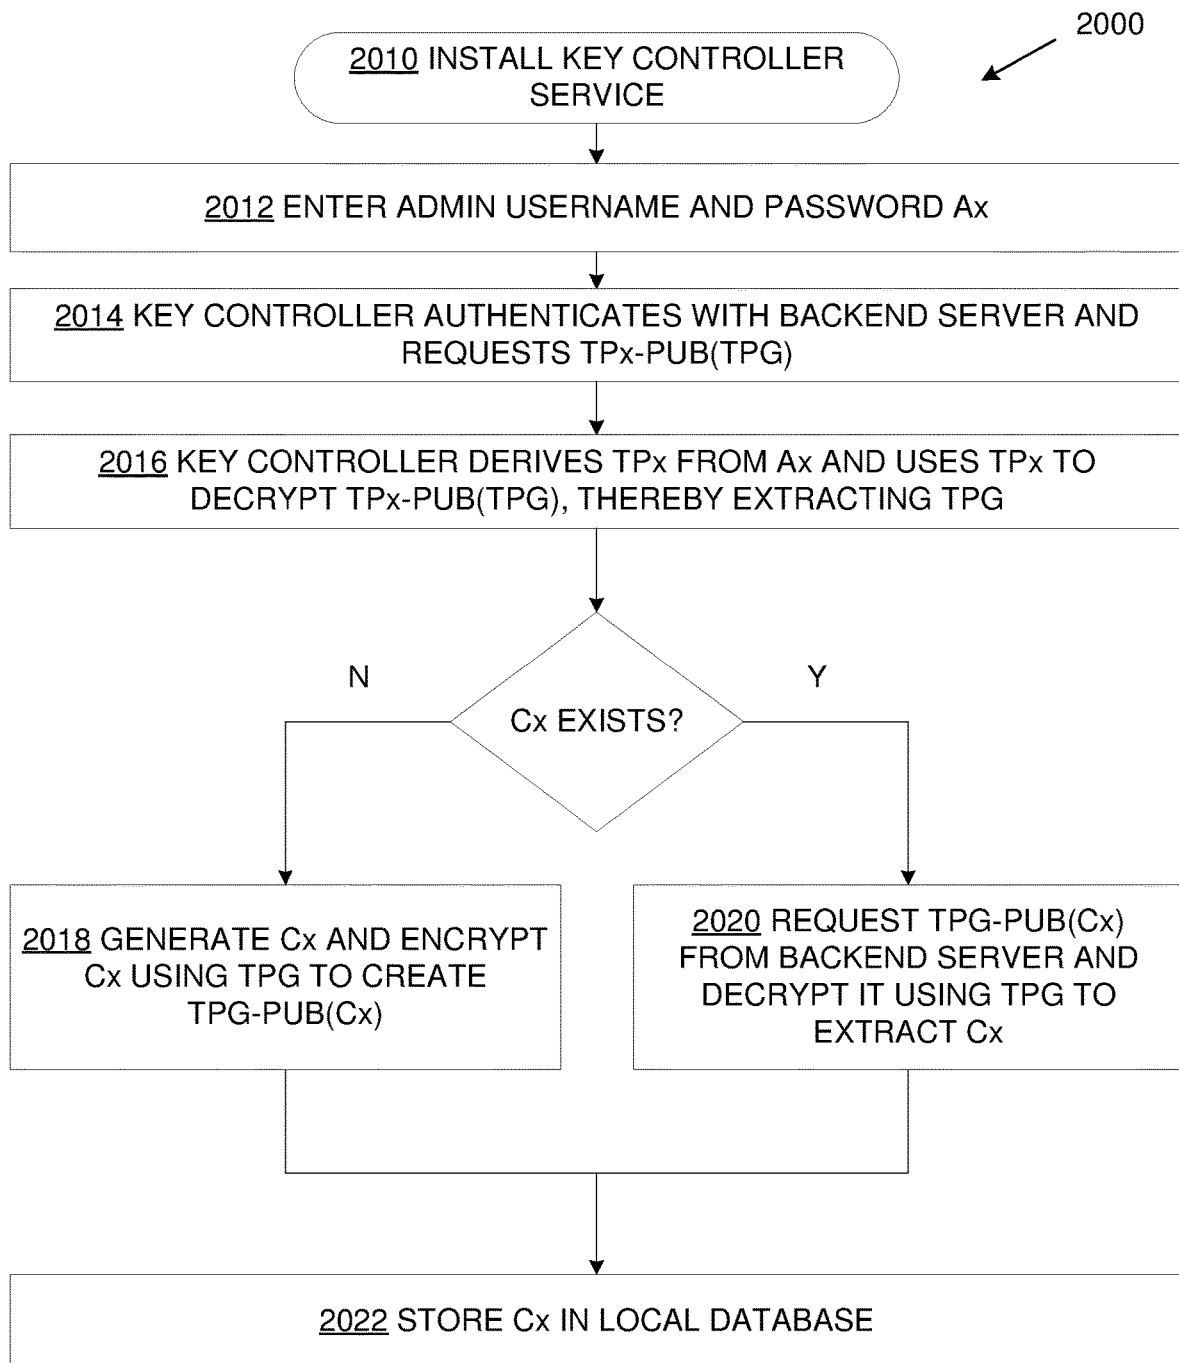 2000
2010 INSTALL KEY CONTROLLER
SERVICE
2012 ENTER ADMIN USERNAME AND PASSWORD Ax
2014 KEY CONTROLLER AUTHENTICATES WITH BACKEND SERVER AND
REQUESTS TPx-PUB(TPG)
2016 KEY CONTROLLER DERIVES TPx FROM Ax AND USES TPx TO
DECRYPT TPx-PUB(TPG), THEREBY EXTRACTING TPG
N
Y
Cx EXISTS?
2018 GENERATE Cx AND ENCRYPT
Cx USING TPG TO CREATE
TPG-PUB(Cx)
2020 REQUEST TPG-PUB(Cx)
FROM BACKEND SERVER AND
DECRYPT IT USING TPG TO
EXTRACT Cx
2022 STORE Cx IN LOCAL DATABASE